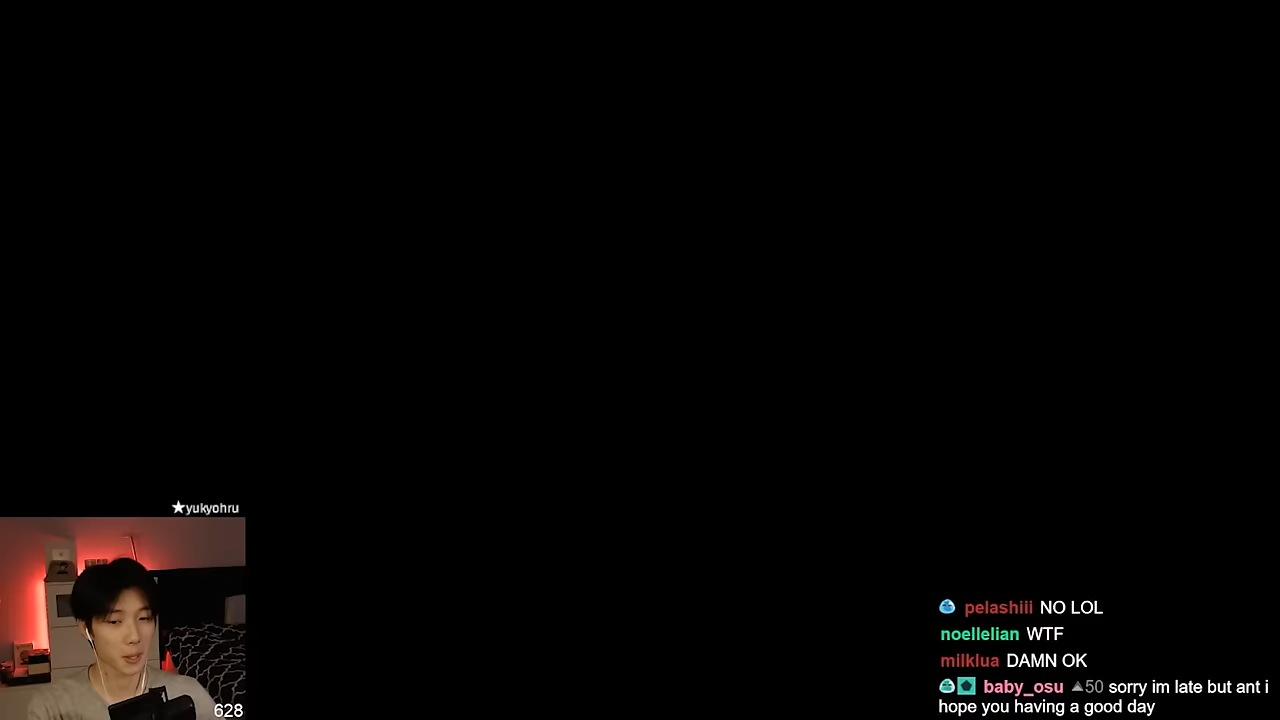 ★yukyohru
628
pelashiii NO LOL
noellelian WTF
milklua DAMN OK
baby_osu 50 sorry im late but ant i
hope you having a good day